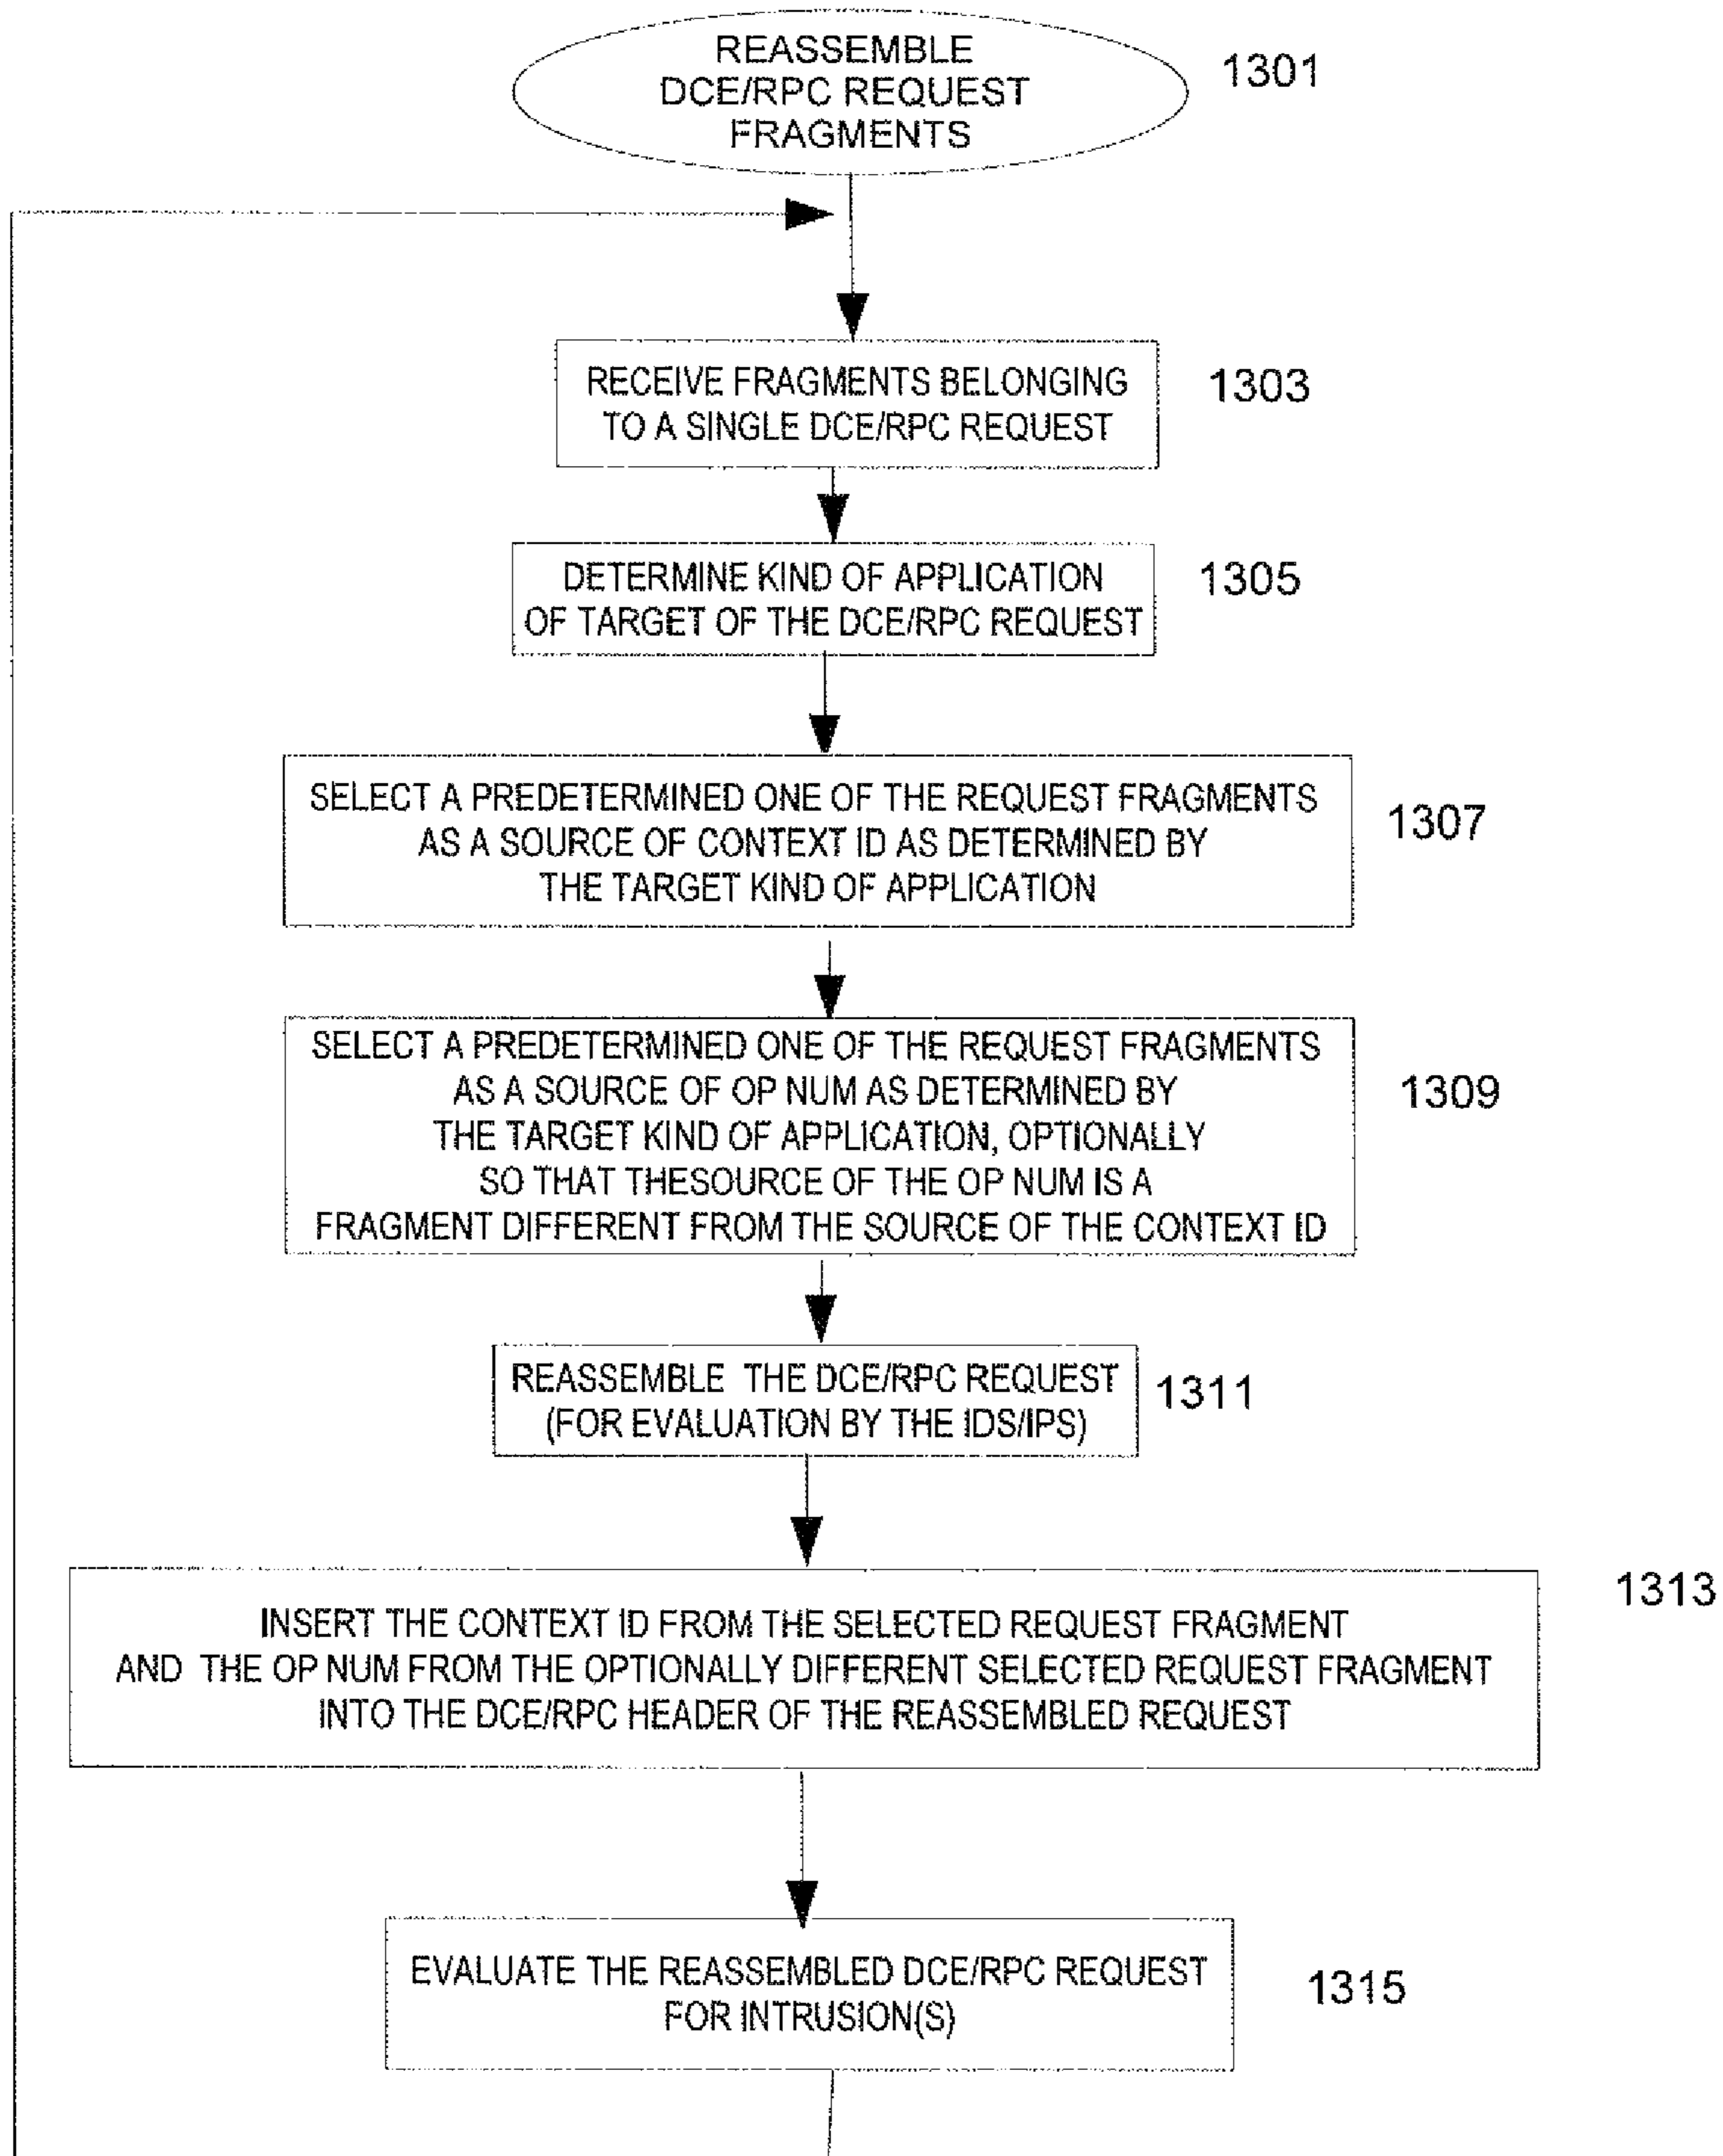 REASSEMBLE
DCE/RPC REQUEST
FRAGMENTS
1301
RECEIVE FRAGMENTS BELONGING
TO A SINGLE DCE/RPC REQUEST
1303
DETERMINE KIND OF APPLICATION
OF TARGET OF THE DCE/RPC REQUEST
1305
SELECT A PREDETERMINED ONE OF THE REQUEST FRAGMENTS
AS A SOURCE OF CONTEXT ID AS DETERMINED BY
THE TARGET KIND OF APPLICATION
1307
SELECT A PREDETERMINED ONE OF THE REQUEST FRAGMENTS
AS A SOURCE OF OP NUM AS DETERMINED BY
THE TARGET KIND OF APPLICATION, OPTIONALLY
SO THAT THESOURCE OF THE OP NUM IS A
FRAGMENT DIFFERENT FROM THE SOURCE OF THE CONTEXT ID
1309
REASSEMBLE THE DCE/RPC REQUEST
(FOR EVALUATION BY THE IDS/IPS)
1311
INSERT THE CONTEXT ID FROM THE SELECTED REQUEST FRAGMENT
AND THE OP NUM FROM THE OPTIONALLY DIFFERENT SELECTED REQUEST FRAGMENT
INTO THE DCE/RPC HEADER OF THE REASSEMBLED REQUEST
1313
EVALUATE THE REASSEMBLED DCE/RPC REQUEST
FOR INTRUSION(S)
1315